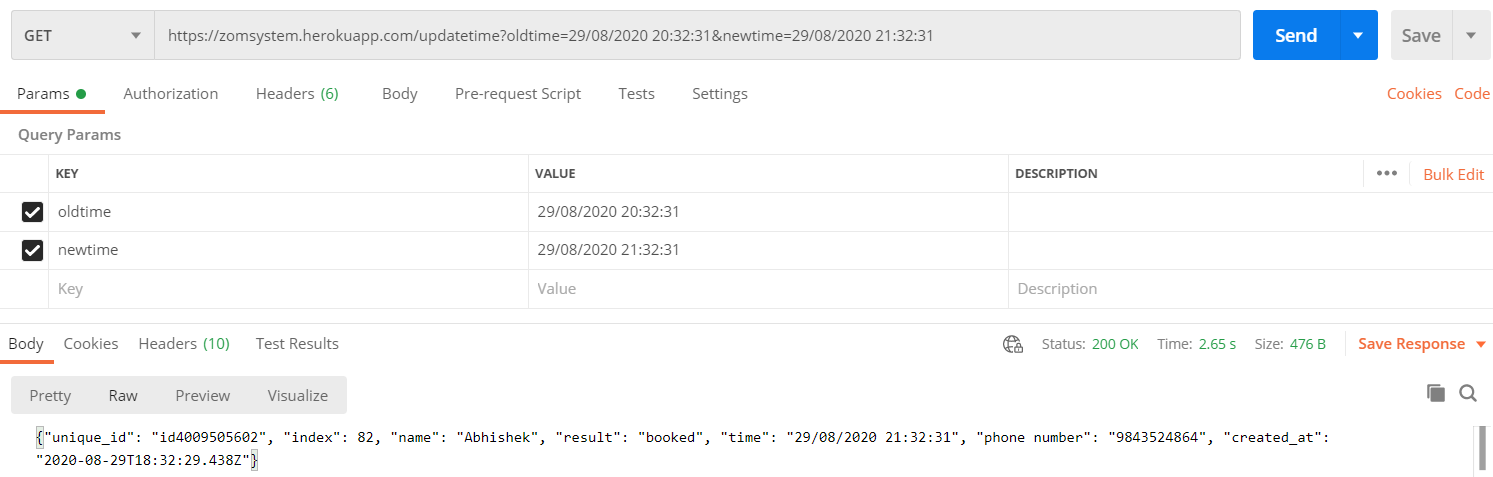 GET https://zomsystem.herokuapp.com/updatetime?oldtime=29/08/2020 20:32:31&newtime=29/08/2020 21:32:31 Send Save
Params Authorization Headers (6) Body Pre-request Script Tests Settings Cookies Code
Query Params
KEY VALUE DESCRIPTION ••• Bulk Edit
oldtime 29/08/2020 20:32:31
newtime 29/08/2020 21:32:31
Key Value Description
Body Cookies Headers (10) Test Results Status: 200 OK Time: 2.65 s Size: 476 B Save Response
Pretty Raw Preview Visualize
{"unique_id": "id4009505602", "index": 82, "name": "Abhishek", "result": "booked", "time": "29/08/2020 21:32:31", "phone number": "9843524864", "created_at":
"2020-08-29T18:32:29.438Z"}